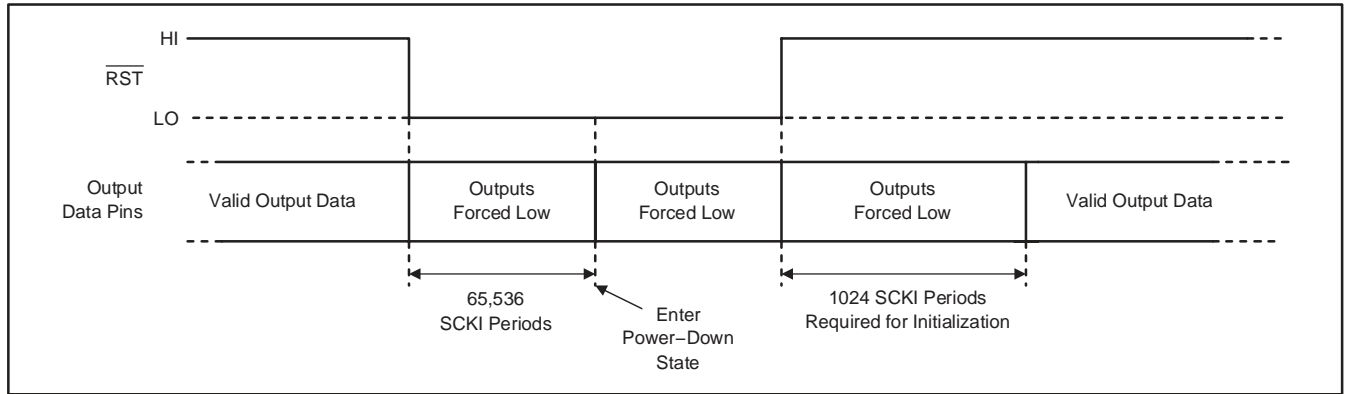 HI
RST
LO
Output
Data Pins
Valid Output Data
Outputs
Forced Low
Outputs
Forced Low
Outputs
Forced Low
Valid Output Data
65,536
SCKI Periods
Enter
Power−Down
State
1024 SCKI Periods
Required for Initialization